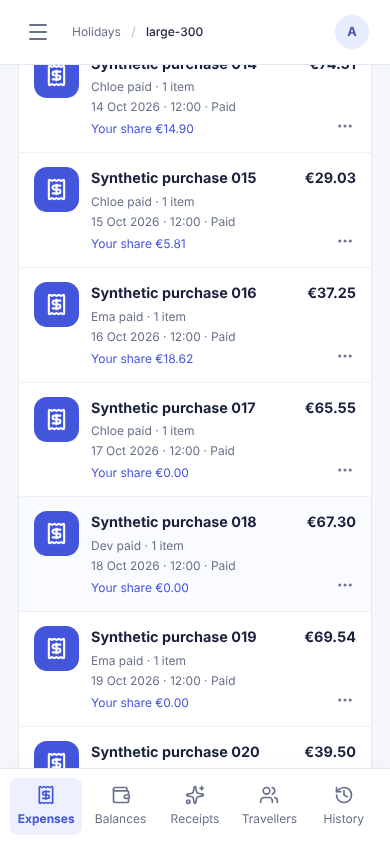 Holidays / large-300
A
Synthetic purchase 014 €74.51
Chloe paid · 1 item
14 Oct 2026 · 12:00 · Paid
Your share €14.90
Synthetic purchase 015 €29.03
Chloe paid · 1 item
15 Oct 2026 · 12:00 · Paid
Your share €5.81
Synthetic purchase 016 €37.25
Ema paid · 1 item
16 Oct 2026 · 12:00 · Paid
Your share €18.62
Synthetic purchase 017 €65.55
Chloe paid · 1 item
17 Oct 2026 · 12:00 · Paid
Your share €0.00
Synthetic purchase 018 €67.30
Dev paid · 1 item
18 Oct 2026 · 12:00 · Paid
Your share €0.00
Synthetic purchase 019 €69.54
Ema paid · 1 item
19 Oct 2026 · 12:00 · Paid
Your share €0.00
Synthetic purchase 020 €39.50
Expenses Balances Receipts Travellers History